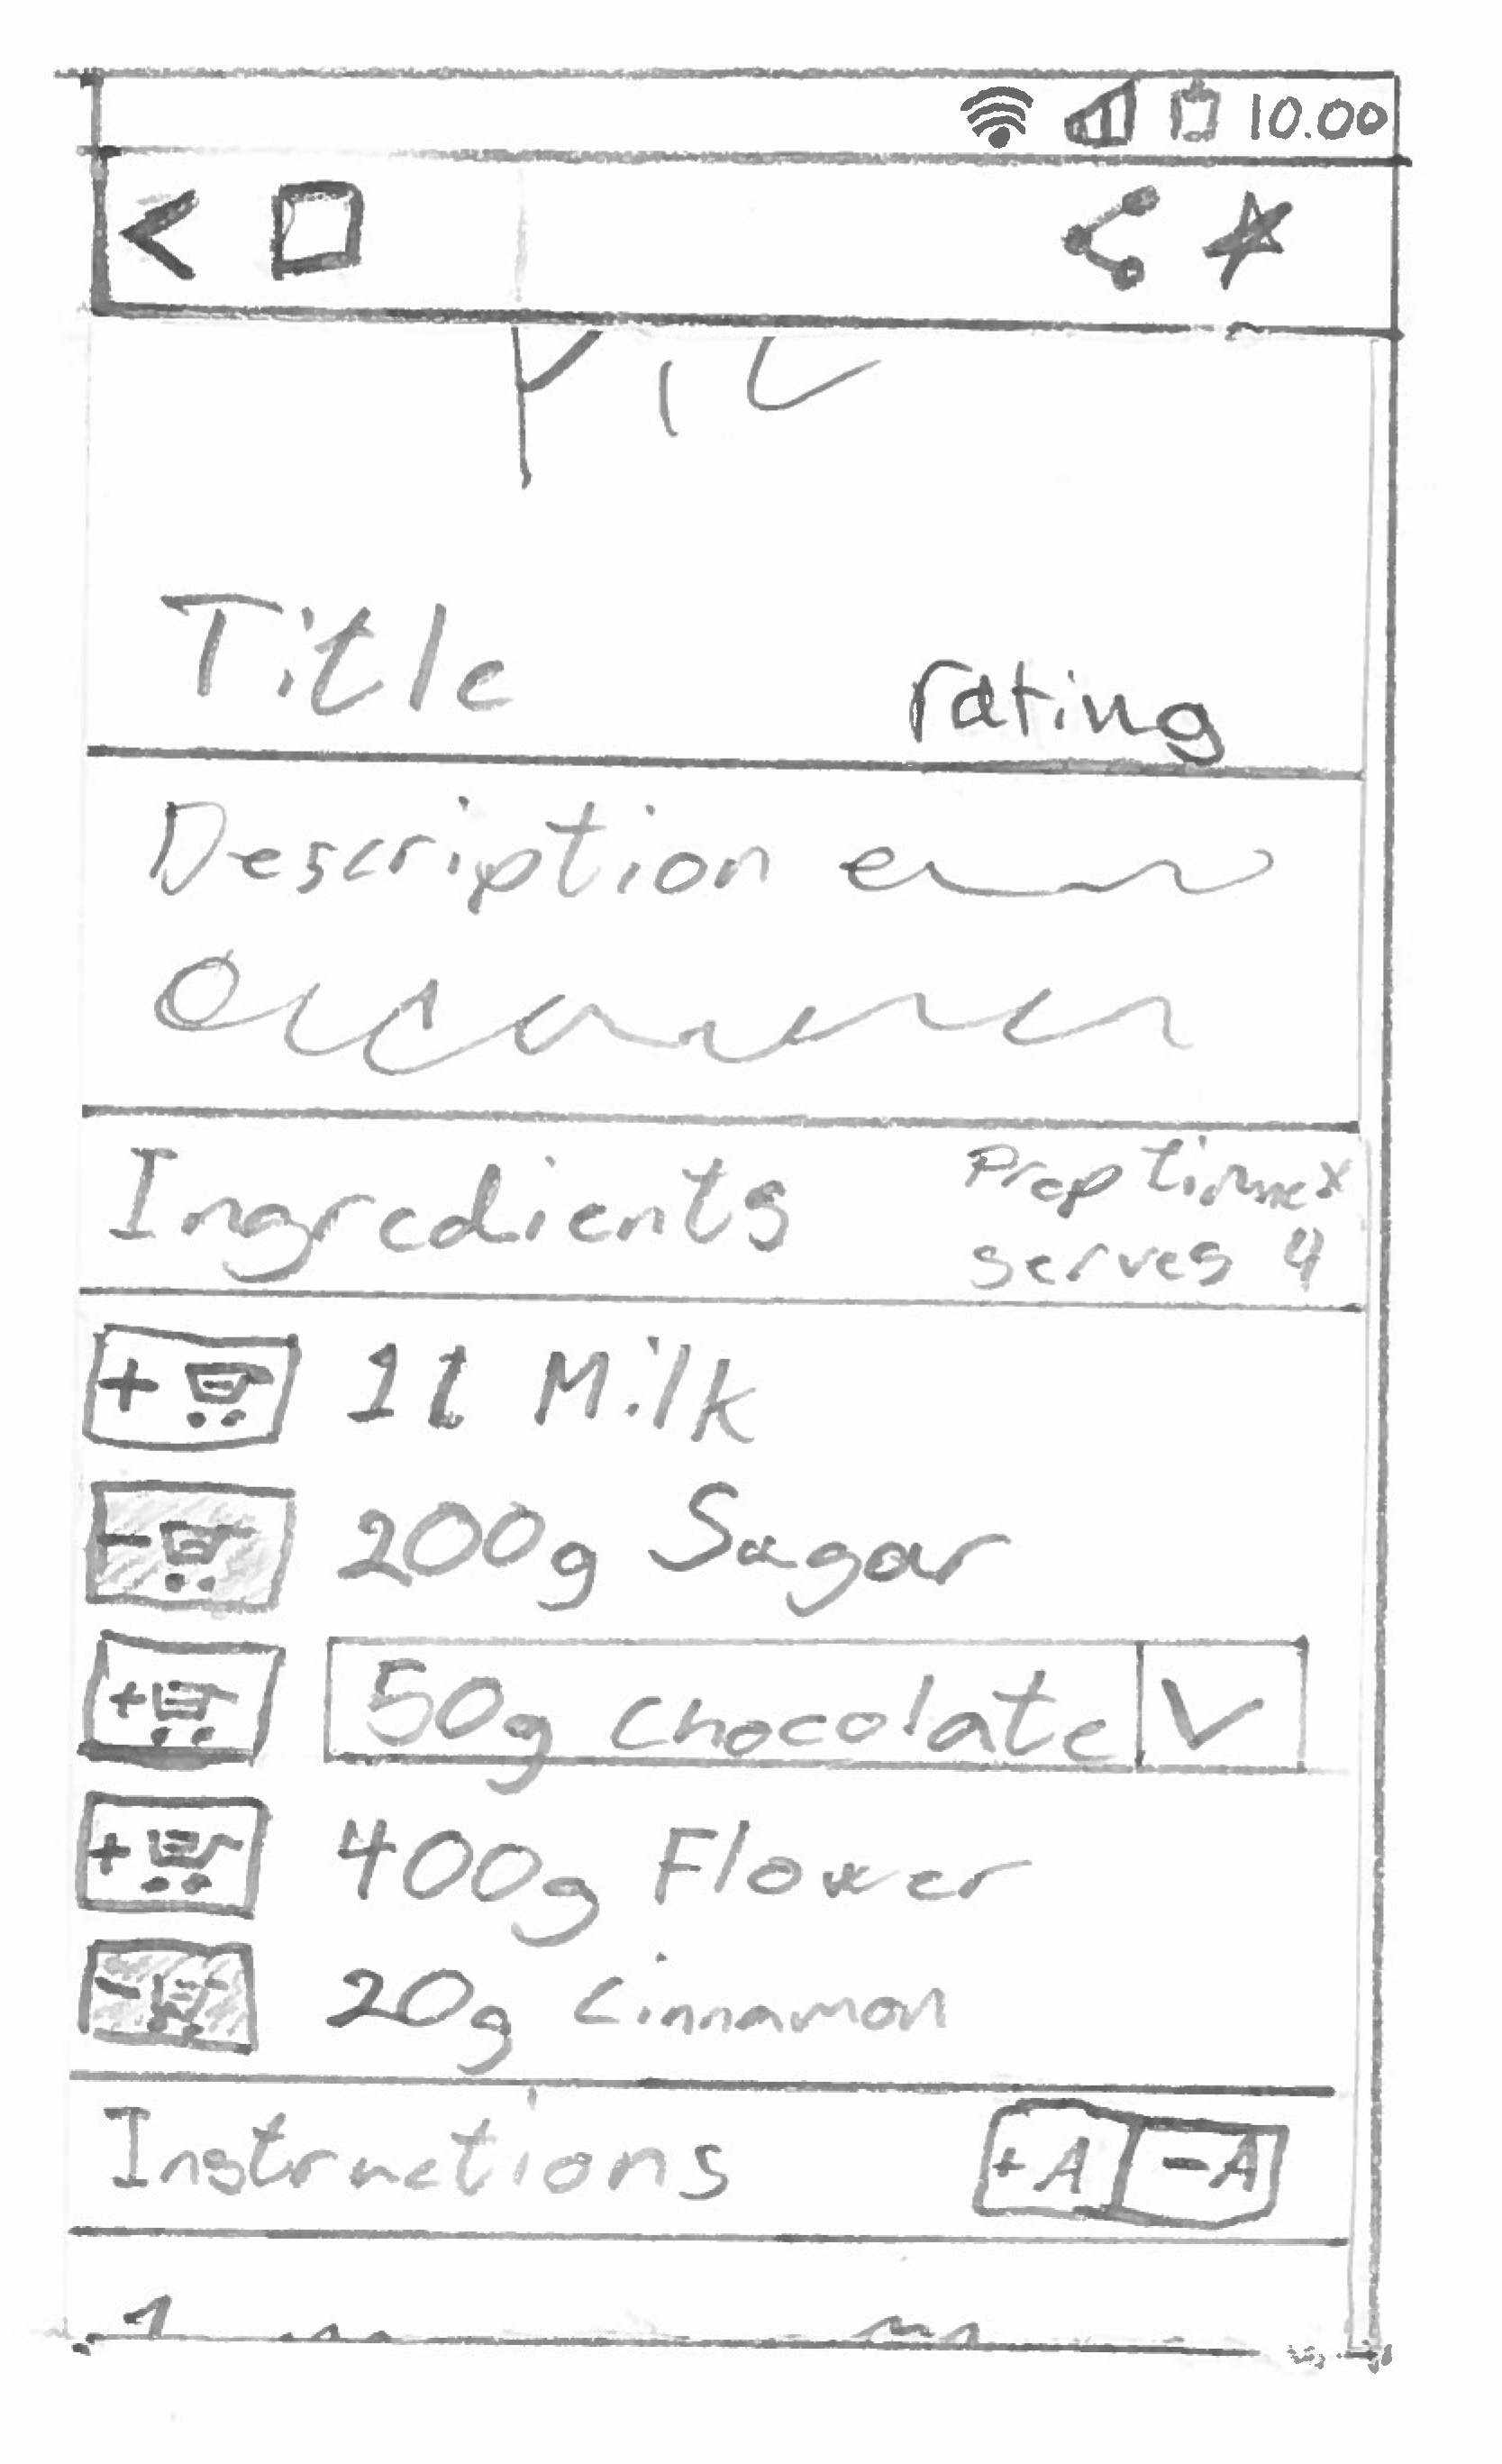 10.00
Pic
Title
rating
Description
Ingredients
Prep time x
serves 4
+ 1l Milk
- 200g Sugar
+ 50g chocolate
+ 400g Flower
- 20g cinnamon
Instructions +A -A
1